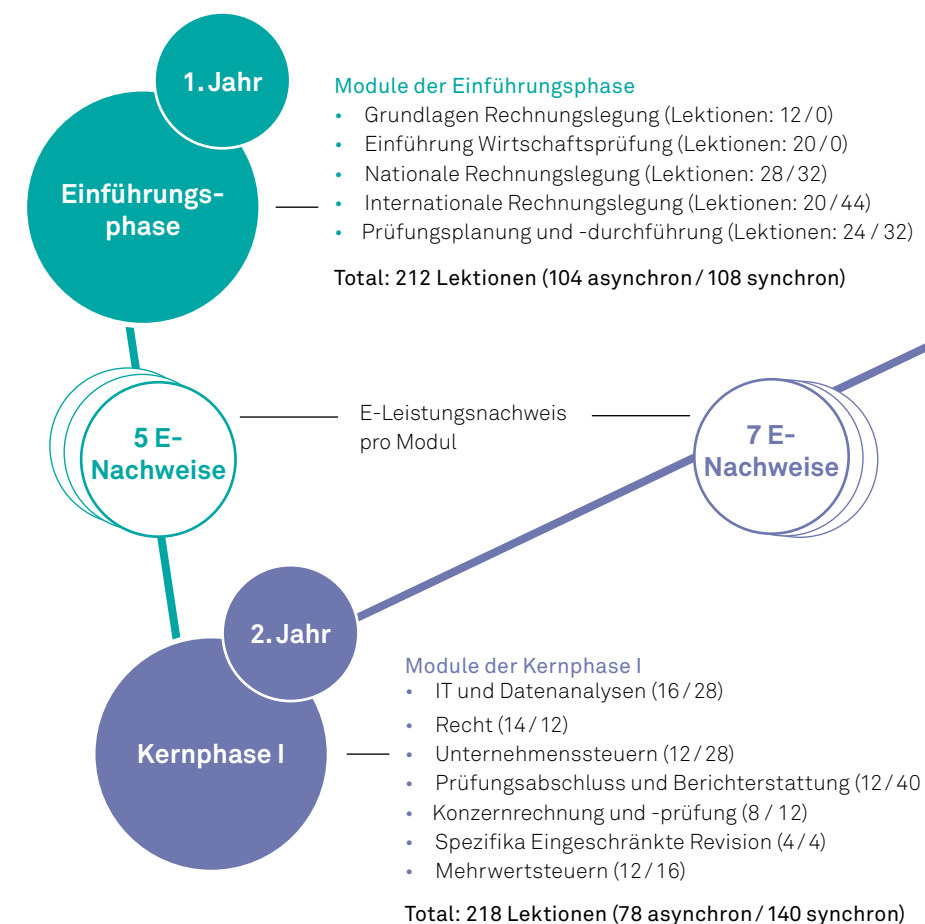 1. Jahr
Einführungs-
phase
Module der Einführungsphase
• Grundlagen Rechnungslegung (Lektionen: 12/0)
• Einführung Wirtschaftsprüfung (Lektionen: 20/0)
• Nationale Rechnungslegung (Lektionen: 28/32)
• Internationale Rechnungslegung (Lektionen: 20/44)
• Prüfungsplanung und -durchführung (Lektionen: 24 / 32)
Total: 212 Lektionen (104 asynchron/108 synchron)
5 E-
Nachweise
E-Leistungsnachweis
pro Modul
7 E-
Nachweise
2. Jahr
Kernphase I
Module der Kernphase I
• IT und Datenanalysen (16/28)
• Recht (14/12)
• Unternehmenssteuern (12/28)
• Prüfungsabschluss und Berichterstattung (12/40
• Konzernrechnung und -prüfung (8 / 12)
• Spezifika Eingeschränkte Revision (4/4)
• Mehrwertsteuern (12/16)
Total: 218 Lektionen (78 asynchron/140 synchron)